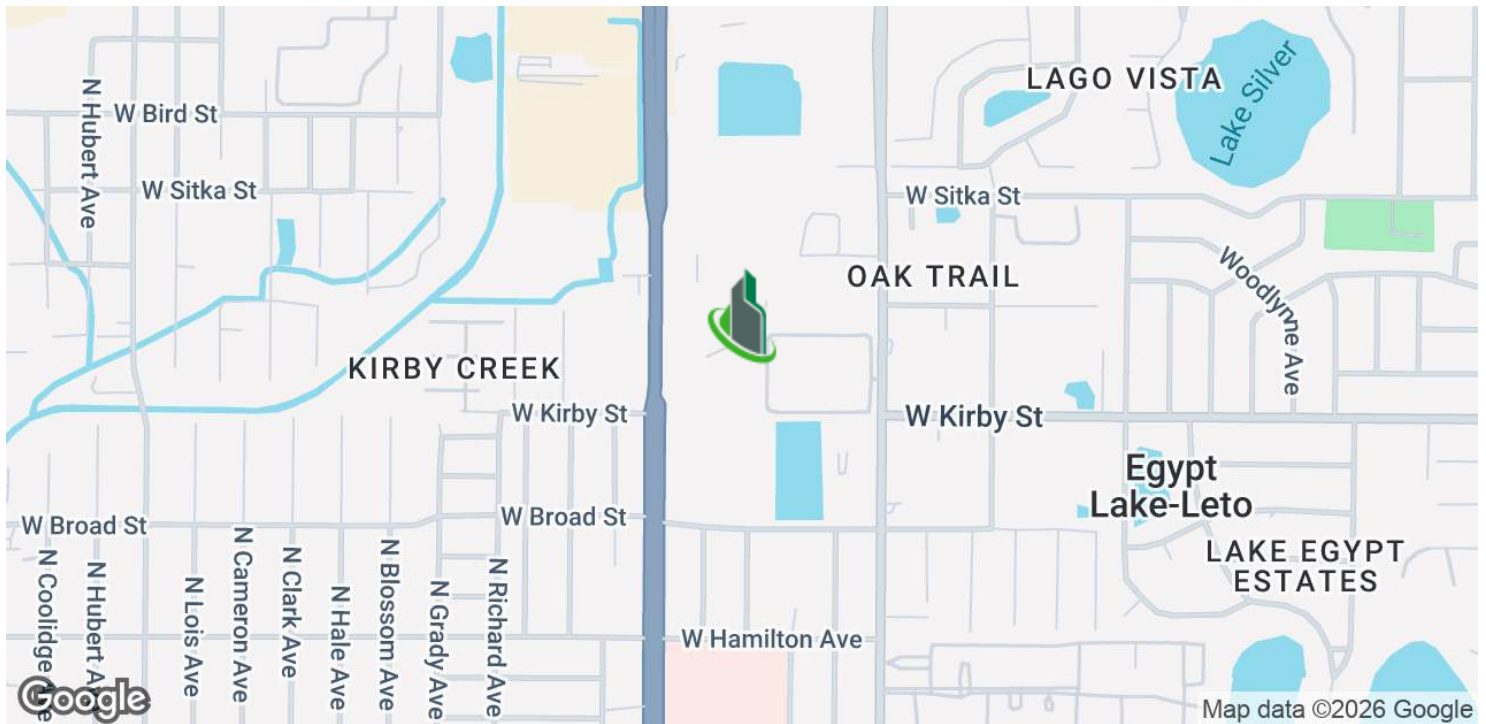 LAGO VISTA
Lake Silver
N Hubert Ave
W Bird St
W Sitka St
W Sitka St
Woodlynne Ave
OAK TRAIL
KIRBY CREEK
W Kirby St
W Kirby St
Egypt
Lake-Leto
W Broad St
W Broad St
LAKE EGYPT
ESTATES
N Coolidge Ave
N Hubert Ave
N Lois Ave
N Cameron Ave
N Clark Ave
N Hale Ave
N Blossom Ave
N Grady Ave
N Richard Ave
W Hamilton Ave
Google
Map data ©2026 Google